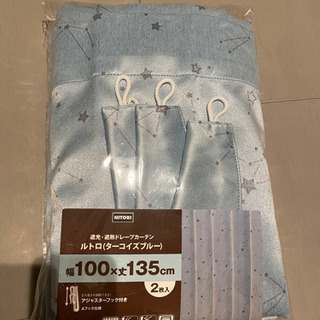 NITORI
遮光・遮熱ドレープカーテン
ルトロ(ターコイズブルー)
幅100×丈135cm
2枚入
アジャスターフック付き